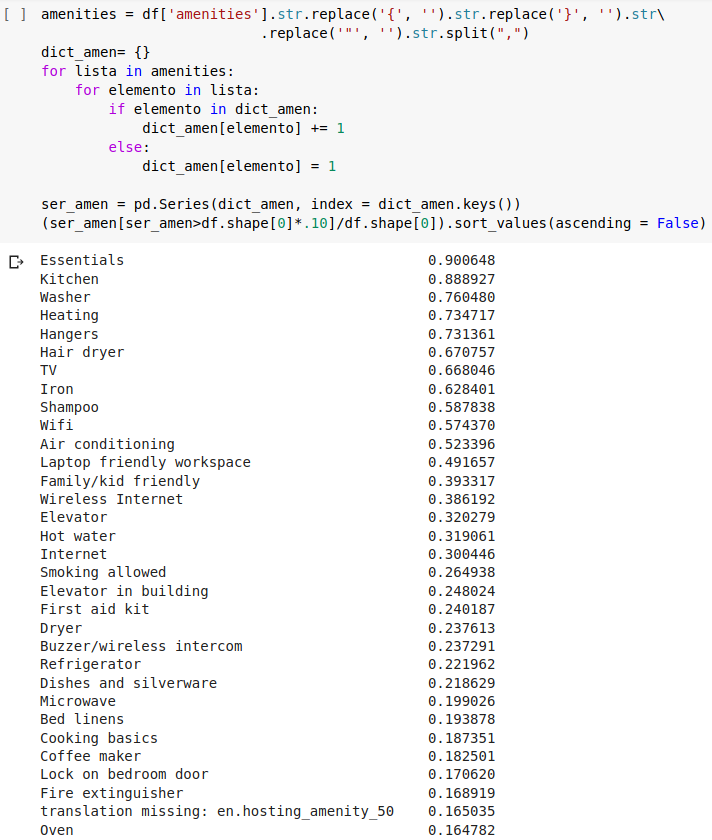 [ ] amenities = df['amenities'].str.replace('{', '').str.replace('}', '').str\
.replace('"', '').str.split(",")
dict_amen= {}
for lista in amenities:
for elemento in lista:
if elemento in dict_amen:
dict_amen[elemento] += 1
else:
dict_amen[elemento] = 1
ser_amen = pd.Series(dict_amen, index = dict_amen.keys())
(ser_amen[ser_amen>df.shape[0]*.10]/df.shape[0]).sort_values(ascending = False)
Essentials 0.900648
Kitchen 0.888927
Washer 0.760480
Heating 0.734717
Hangers 0.731361
Hair dryer 0.670757
TV 0.668046
Iron 0.628401
Shampoo 0.587838
Wifi 0.574370
Air conditioning 0.523396
Laptop friendly workspace 0.491657
Family/kid friendly 0.393317
Wireless Internet 0.386192
Elevator 0.320279
Hot water 0.319061
Internet 0.300446
Smoking allowed 0.264938
Elevator in building 0.248024
First aid kit 0.240187
Dryer 0.237613
Buzzer/wireless intercom 0.237291
Refrigerator 0.221962
Dishes and silverware 0.218629
Microwave 0.199026
Bed linens 0.193878
Cooking basics 0.187351
Coffee maker 0.182501
Lock on bedroom door 0.170620
Fire extinguisher 0.168919
translation missing: en.hosting_amenity_50 0.165035
Oven 0.164782